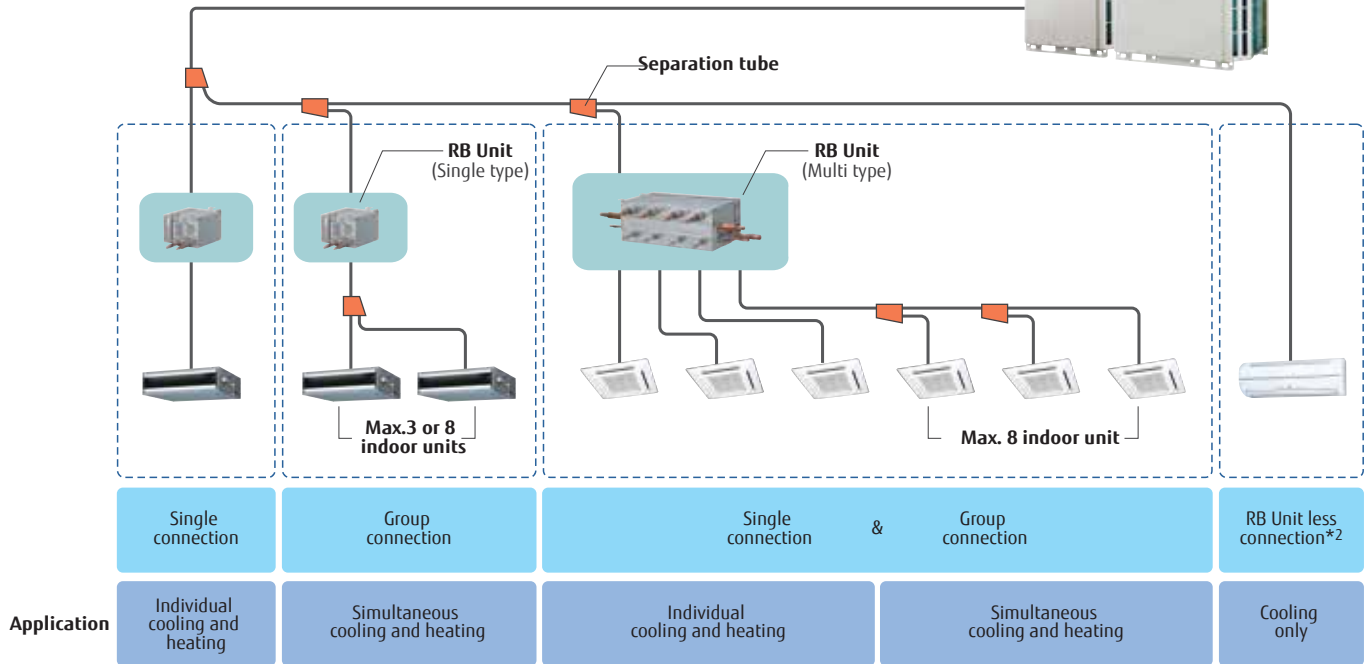 Separation tube
RB Unit
(Single type)
RB Unit
(Multi type)
Max.3 or 8
indoor units
Max. 8 indoor unit
Single
connection
Group
connection
Single
connection
&
Group
connection
RB Unit less
connection*2
Application
Individual
cooling and
heating
Simultaneous
cooling and heating
Individual
cooling and heating
Simultaneous
cooling and heating
Cooling
only